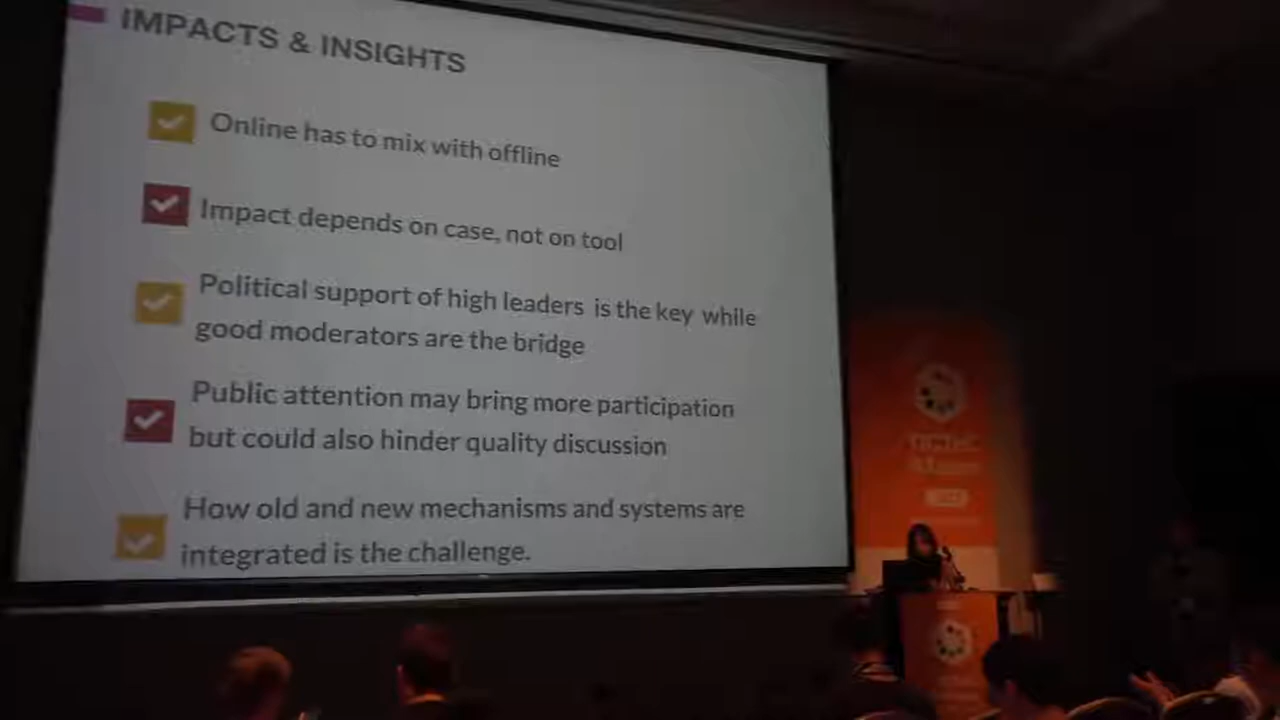 IMPACTS & INSIGHTS
Online has to mix with offline
Impact depends on case, not on tool
Political support of high leaders is the key while
good moderators are the bridge
Public attention may bring more participation
but could also hinder quality discussion
How old and new mechanisms and systems are
integrated is the challenge.